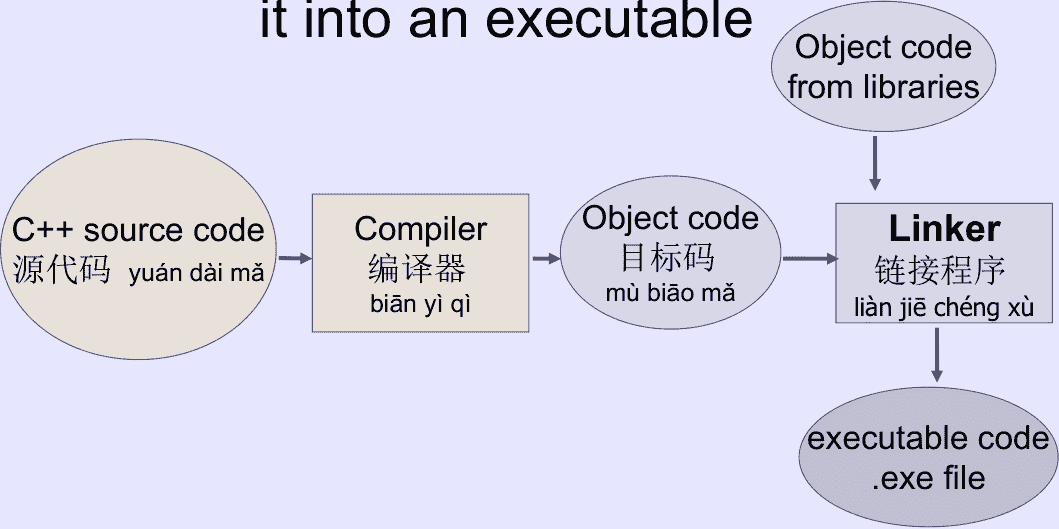 it into an executable
Object code
from libraries
C++ source code
源代码 yuán dài mǎ
Compiler
编译器
biān yì qì
Object code
目标码
mù biāo mǎ
Linker
链接程序
liàn jiē chéng xù
executable code
.exe file